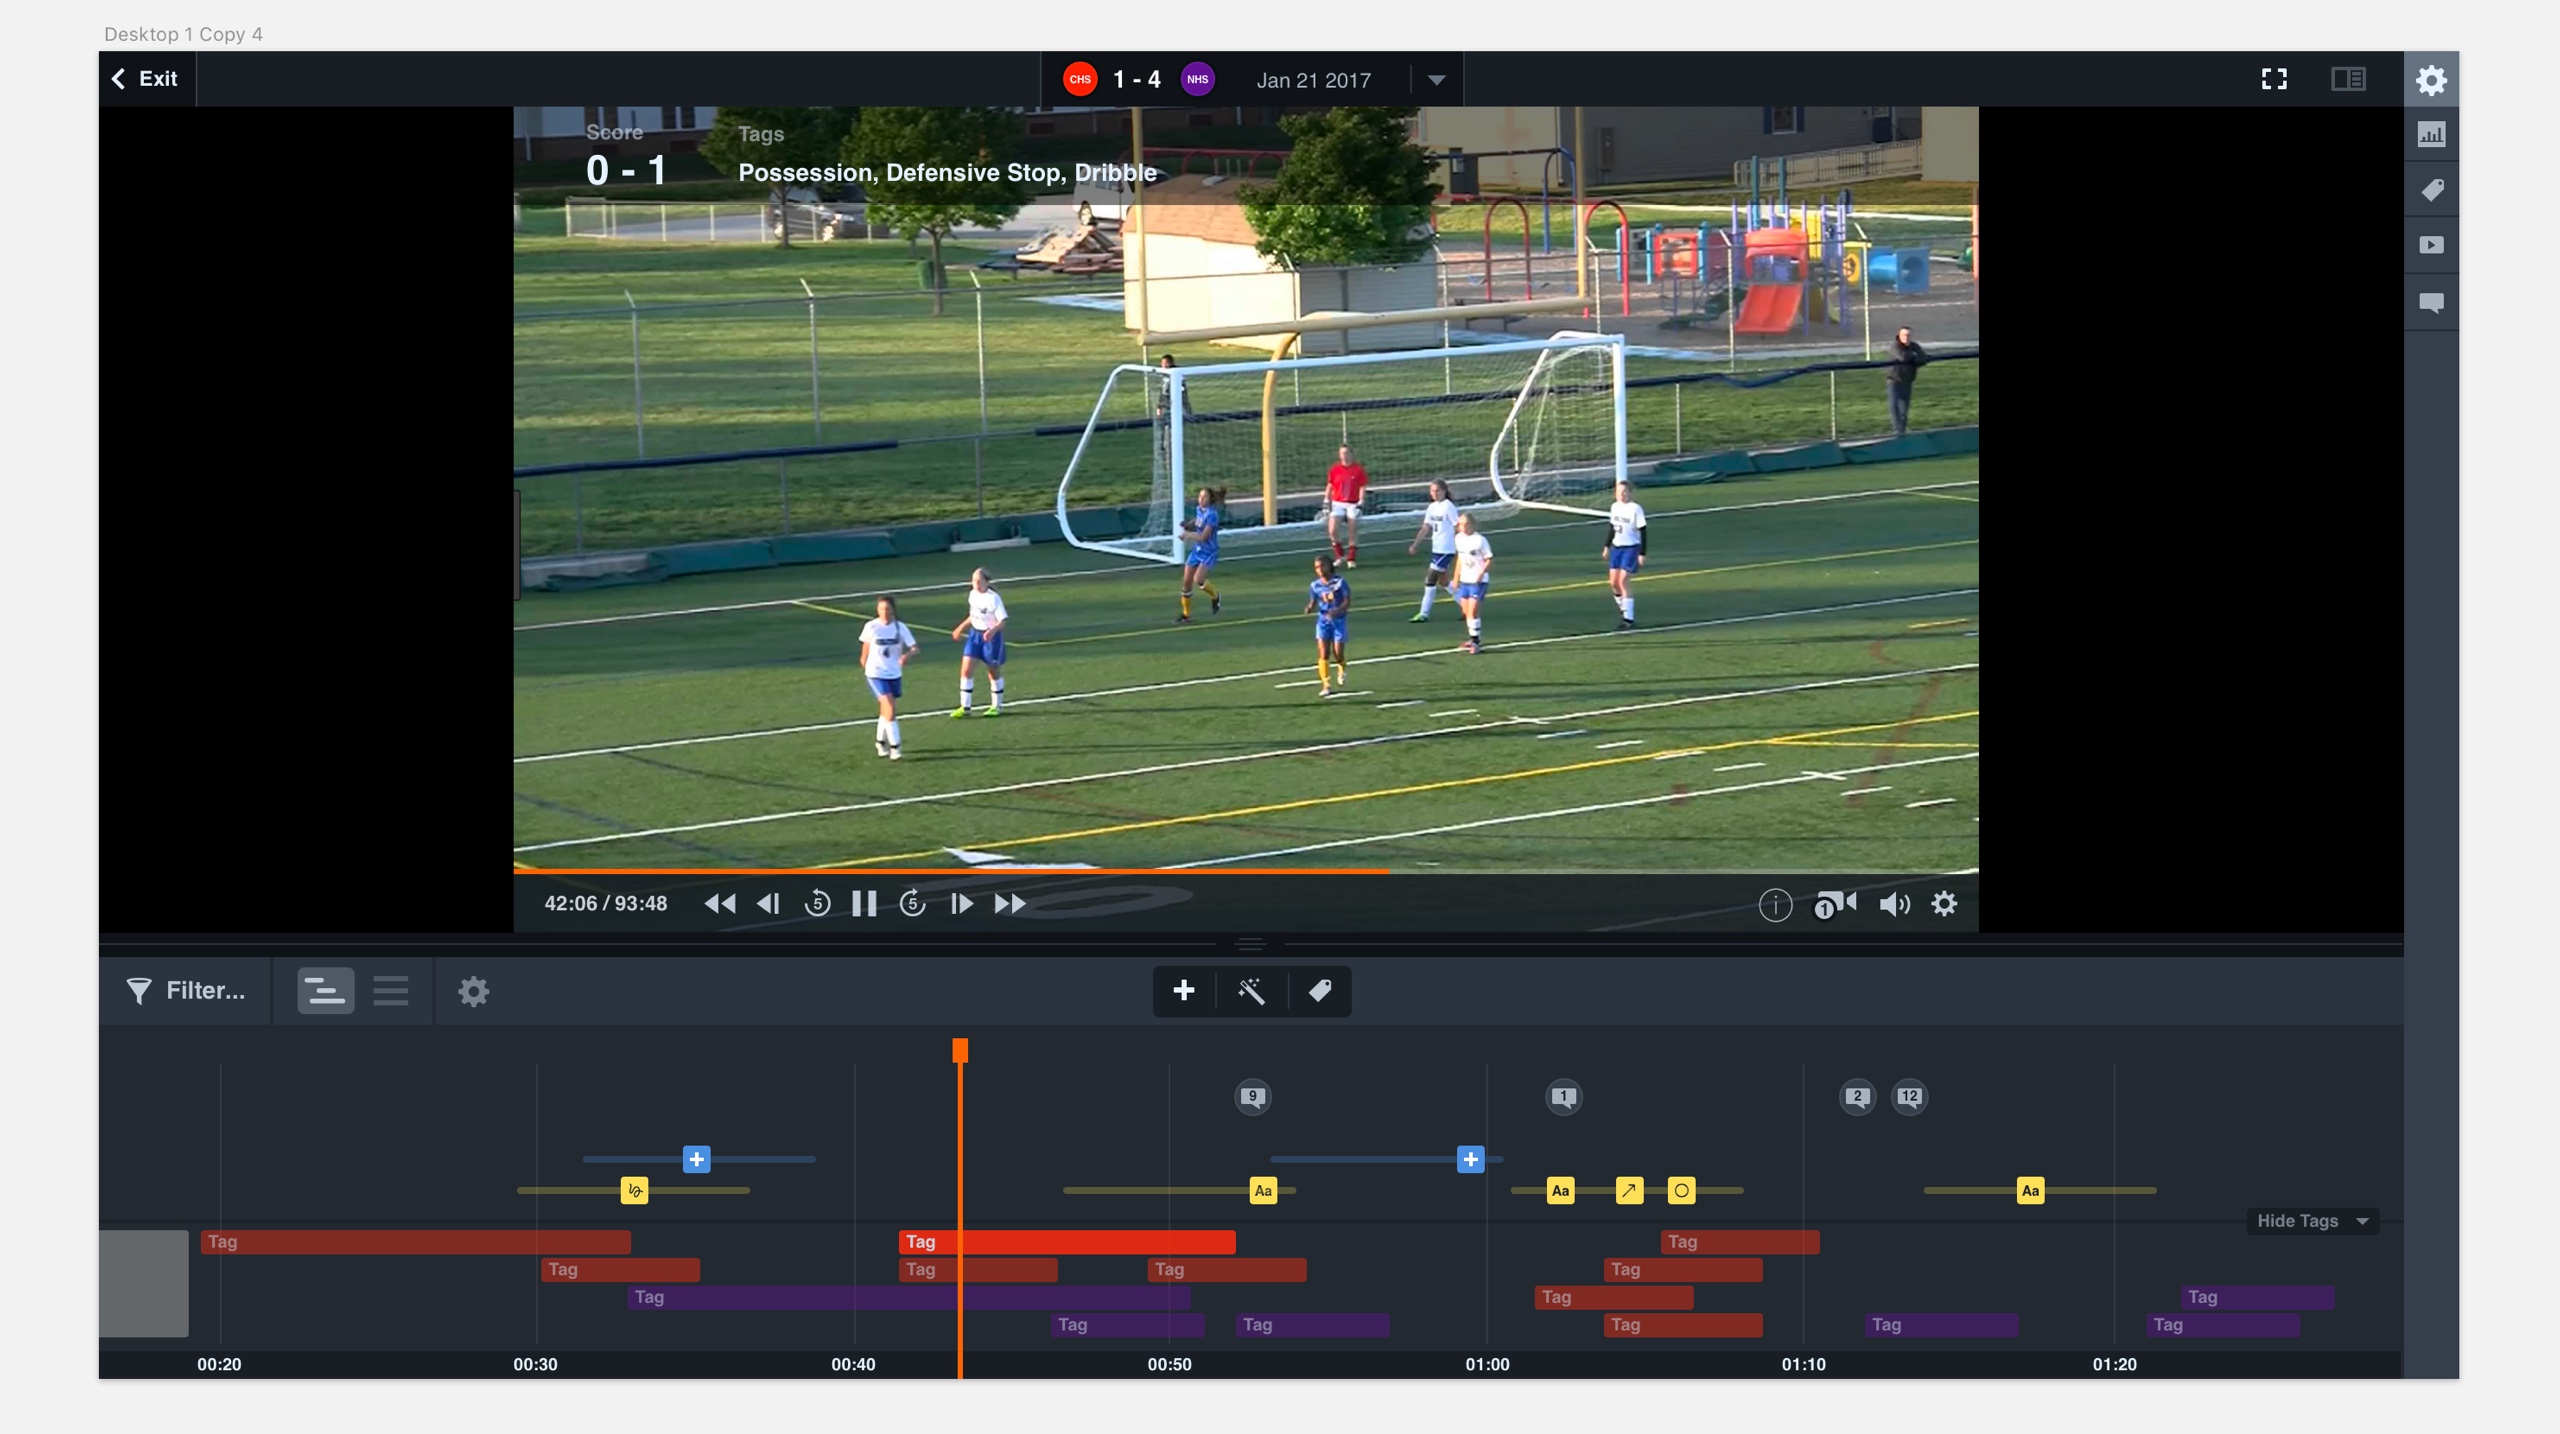 Desktop 1 Copy 4
Exit
CHS 1 - 4 NHS Jan 21 2017
Score Tags
0 - 1 Possession, Defensive Stop, Dribble
42:06 / 93:48 5 5 1
Filter...
9 1 2 12
Aa Aa Aa
Hide Tags
Tag Tag Tag
Tag Tag Tag Tag
Tag Tag Tag
Tag Tag Tag Tag Tag
00:20 00:30 00:40 00:50 01:00 01:10 01:20